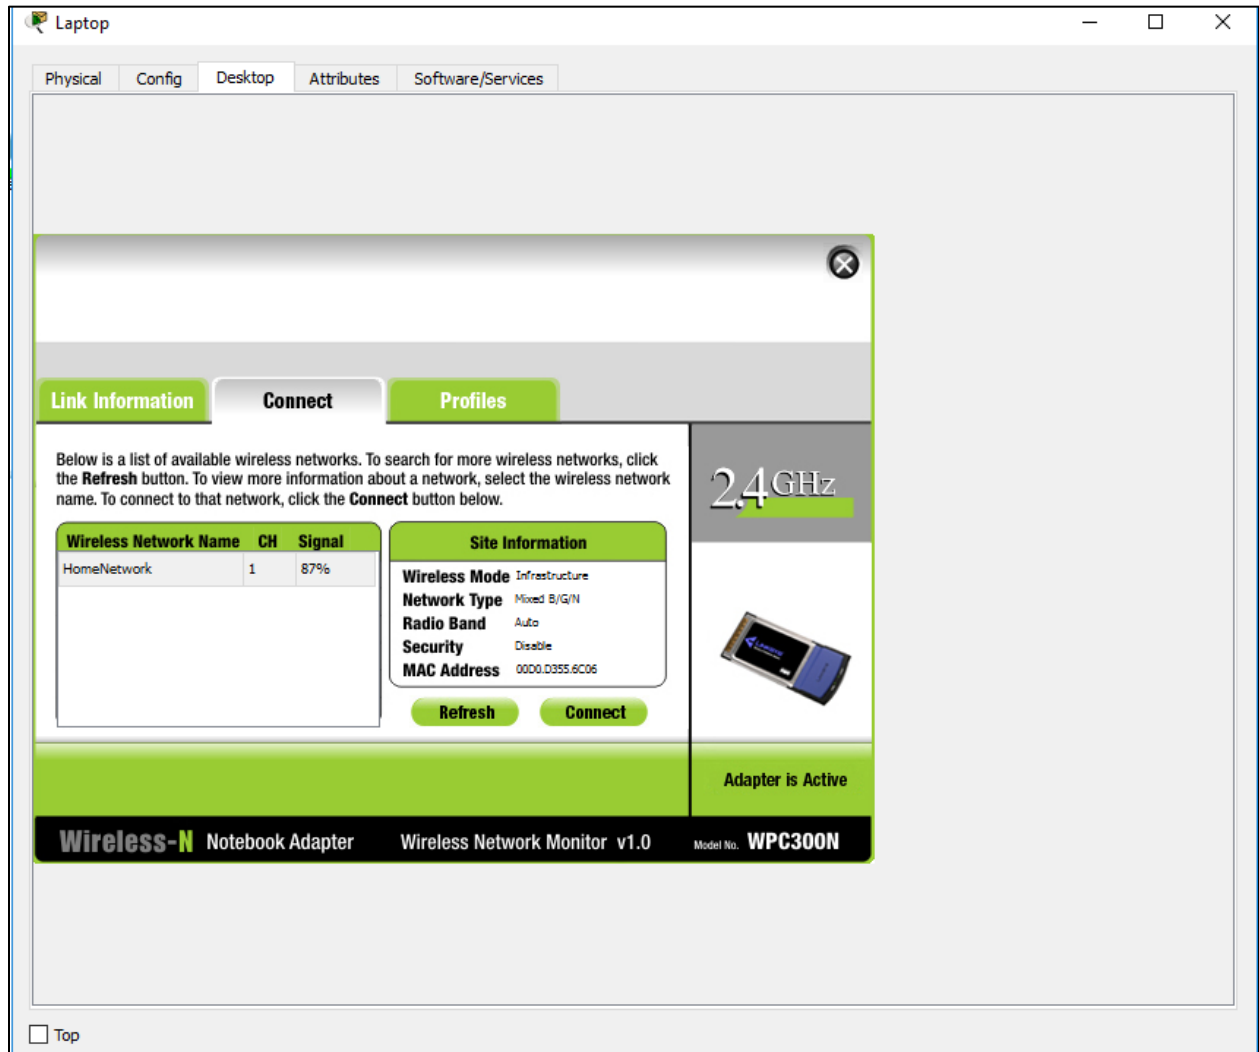 Laptop
Physical Config Desktop Attributes Software/Services
Link Information Connect Profiles
Below is a list of available wireless networks. To search for more wireless networks, click
the Refresh button. To view more information about a network, select the wireless network
name. To connect to that network, click the Connect button below.
2.4GHz
Wireless Network Name CH Signal
HomeNetwork 1 87%
Site Information
Wireless Mode Infrastructure
Network Type Mixed B/G/N
Radio Band Auto
Security Disable
MAC Address 00D0.D355.6C06
Refresh Connect
Adapter is Active
Wireless-N Notebook Adapter Wireless Network Monitor v1.0 Model No. WPC300N
Top